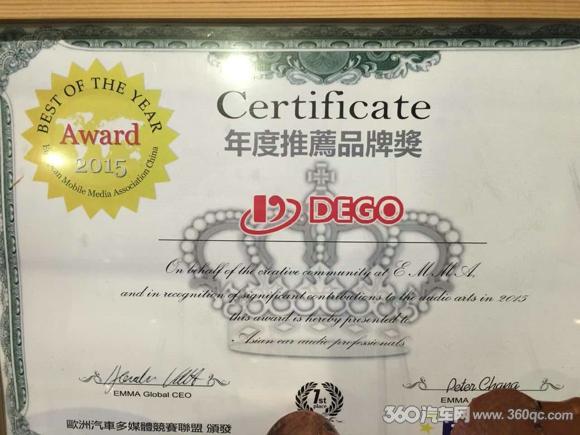 BEST OF THE YEAR
Award
2015
European Mobile Media Association China
Certificate
年度推薦品牌獎
DEGO
On behalf of the creative community at E.M.M.A.
and in recognition of significant contributions to the audio arts in 2015
this award is hereby presented to
Asian car audio professionals
EMMA Global CEO
1st
place
Peter Chang
EMMA
歐洲汽車多媒體競賽聯盟 頒發
360汽车网 www.360qc.com